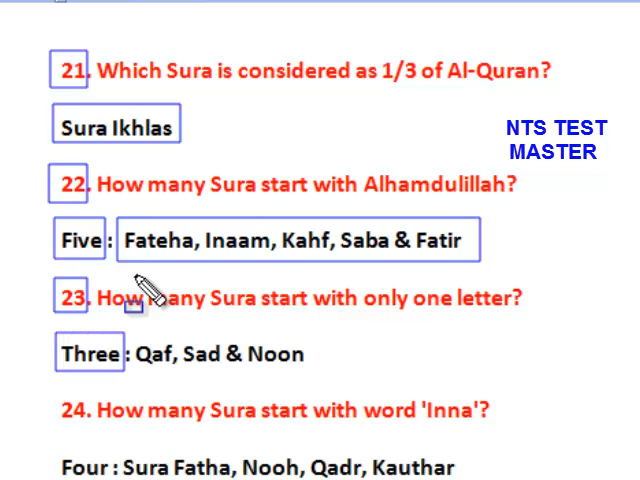 21. Which Sura is considered as 1/3 of Al-Quran?
Sura Ikhlas
NTS TEST
MASTER
22. How many Sura start with Alhamdulillah?
Five : Fateha, Inaam, Kahf, Saba & Fatir
23. How many Sura start with only one letter?
Three : Qaf, Sad & Noon
24. How many Sura start with word 'Inna'?
Four : Sura Fatha, Nooh, Qadr, Kauthar